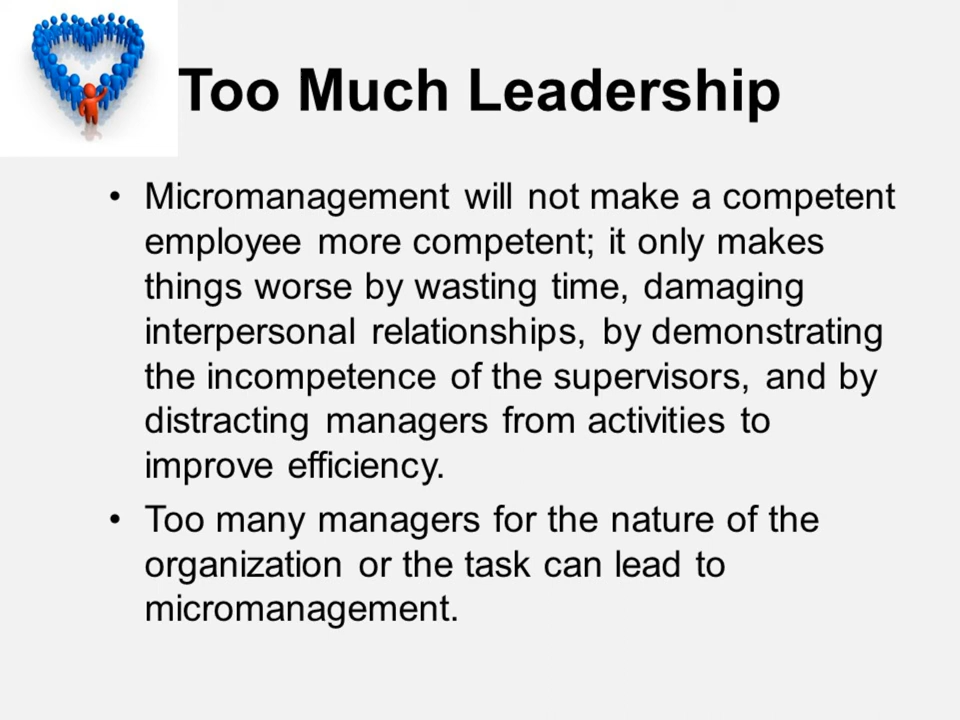 Too Much Leadership
• Micromanagement will not make a competent
employee more competent; it only makes
things worse by wasting time, damaging
interpersonal relationships, by demonstrating
the incompetence of the supervisors, and by
distracting managers from activities to
improve efficiency.
• Too many managers for the nature of the
organization or the task can lead to
micromanagement.